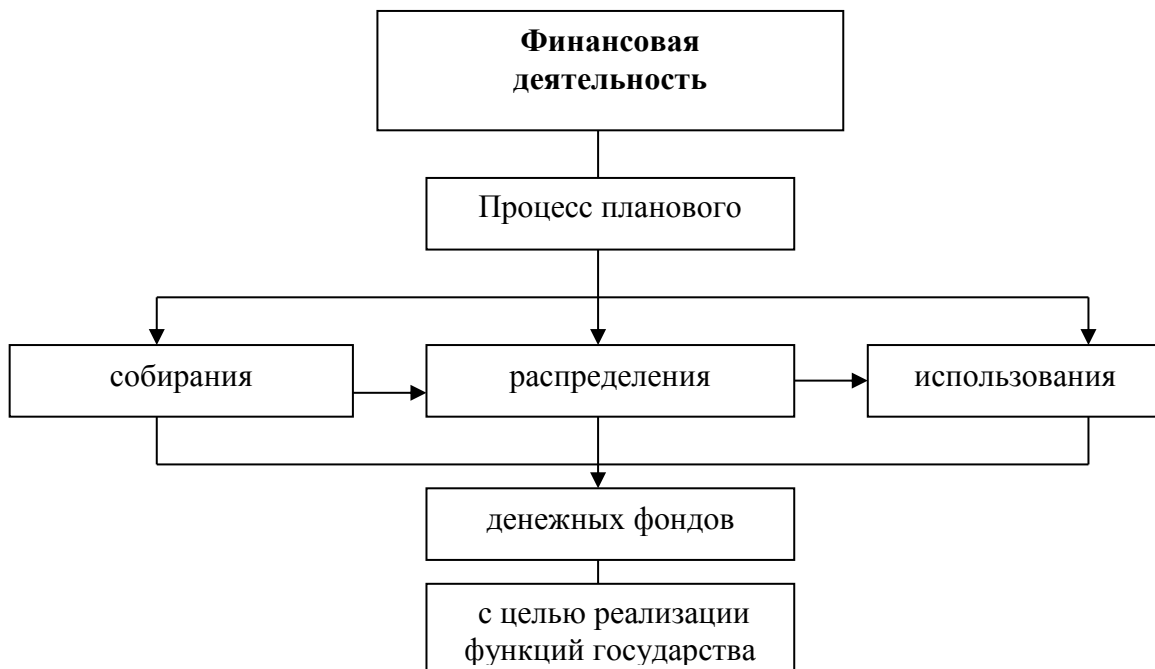 Финансовая
деятельность
Процесс планового
собирания
распределения
использования
денежных фондов
с целью реализации
функций государства